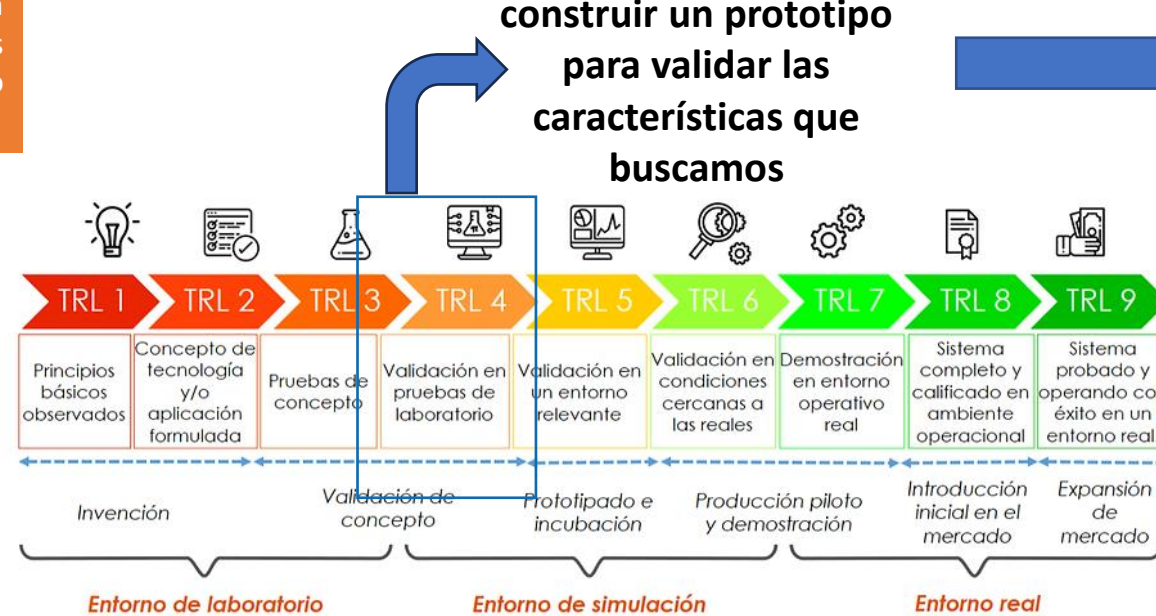 construir un prototipo
para validar las
características que
buscamos
TRL 1
TRL 2
TRL 3
TRL 4
TRL 5
TRL 6
TRL 7
TRL 8
TRL 9
Principios
básicos
observados
Concepto de
tecnología
y/o
aplicación
formulada
Pruebas de
concepto
Validación en
pruebas de
laboratorio
Validación en
un entorno
relevante
Validación en
condiciones
cercanas a
las reales
Demostración
en entorno
operativo
real
Sistema
completo y
calificado en
ambiente
operacional
Sistema
probado y
operando co
éxito en un
entorno real
Invención
Validación de
concepto
Prototipado e
incubación
Producción piloto
y demostración
Introducción
inicial en el
mercado
Expansión
de
mercado
Entorno de laboratorio
Entorno de simulación
Entorno real